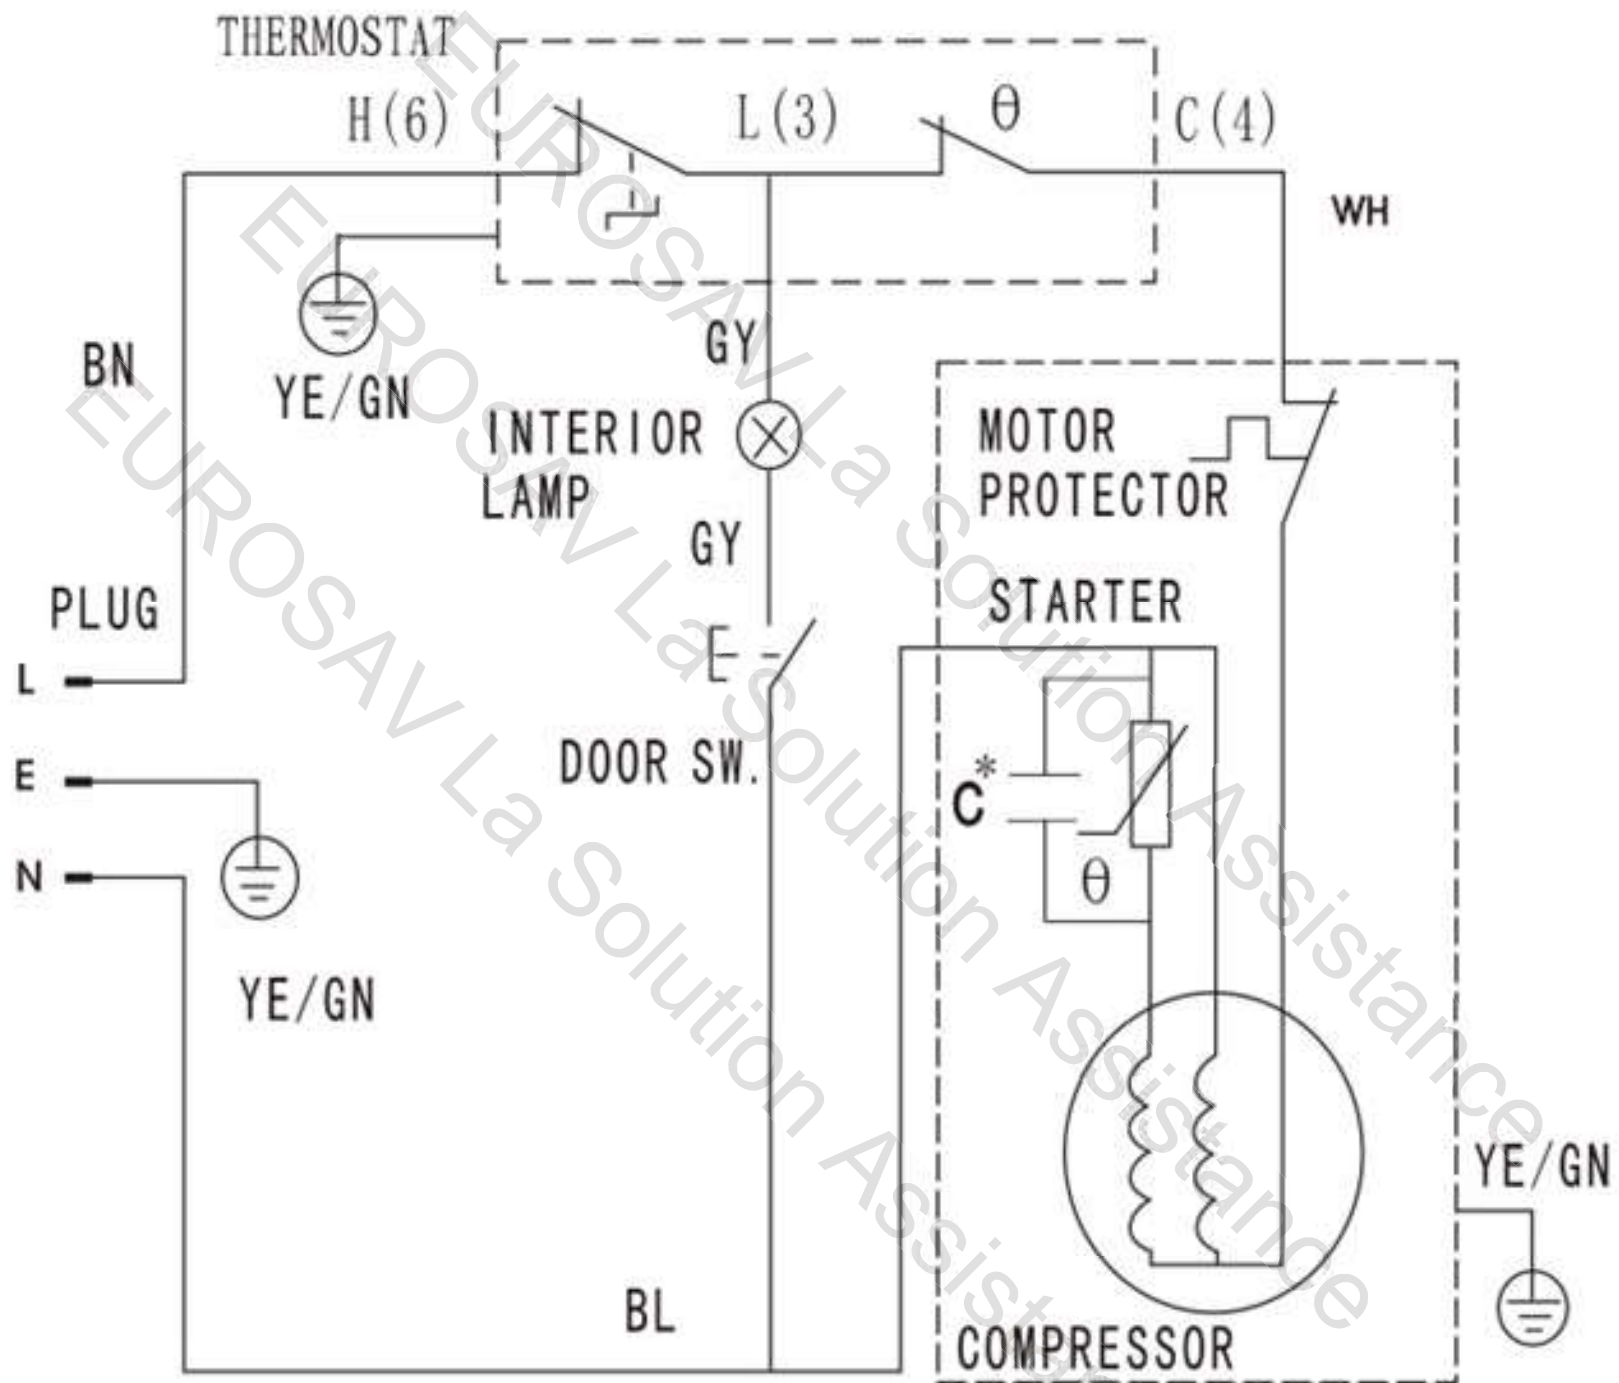 THERMOSTAT
H(6)
L(3)
θ
C(4)
WH
BN
YE/GN
GY
INTERIOR
LAMP
GY
MOTOR
PROTECTOR
STARTER
PLUG
L
E
N
DOOR SW.
C*
θ
YE/GN
BL
COMPRESSOR
YE/GN
EUROSAV La Solution Assistance
EUROSAV La Solution Assistance
EUROSAV La Solution Assistance